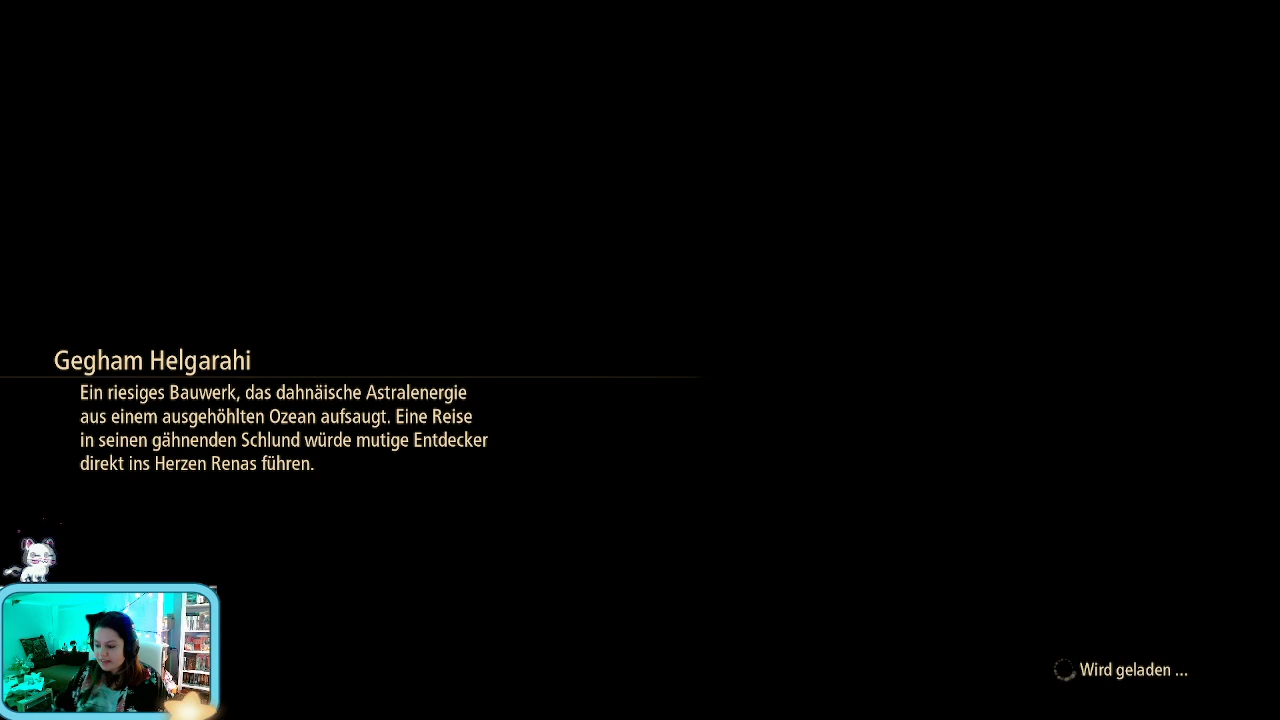 Gegham Helgarahi
Ein riesiges Bauwerk, das dahnäische Astralenergie
aus einem ausgehöhlten Ozean aufsaugt. Eine Reise
in seinen gähnenden Schlund würde mutige Entdecker
direkt ins Herzen Renas führen.
Wird geladen ...